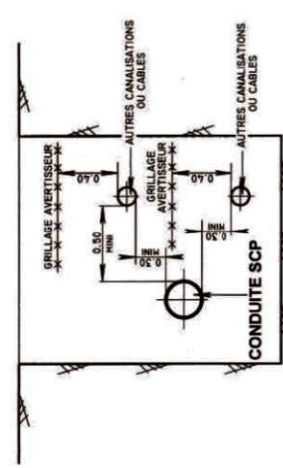 GRILLAGE AVERTISSEUR
0.40
AUTRES CANALISATIONS
OU CABLES
0.50
MINI
0.30
MINI
GRILLAGE
AVERTISSEUR
0.40
AUTRES CANALISATIONS
OU CABLES
0.30
MINI
CONDUITE SCP